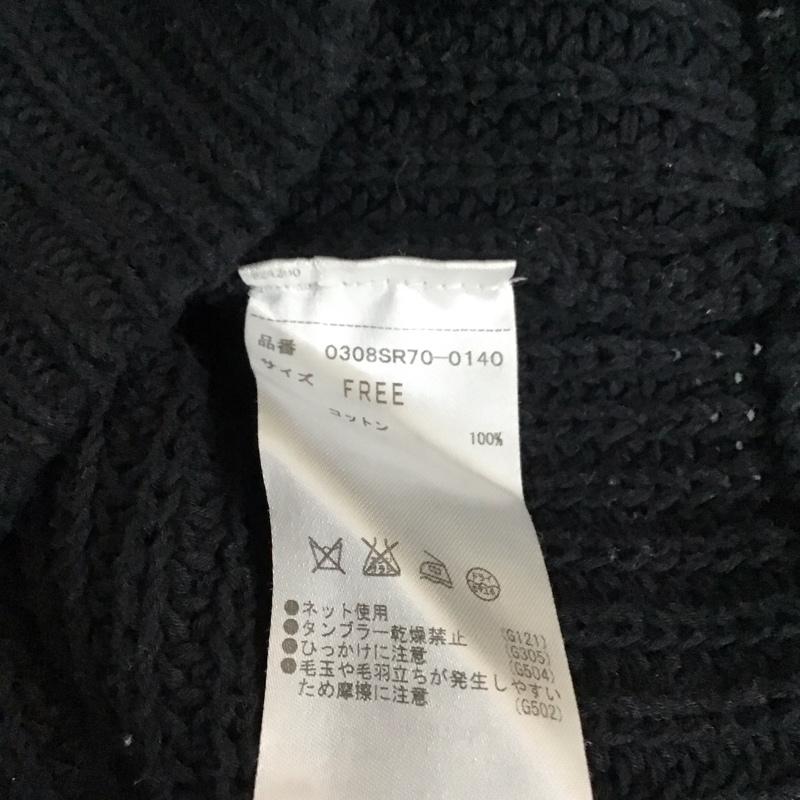 品番 0308SR70-0140
サイズ FREE
コットン 100%
ドライ
●ネット使用 (G121)
●タンブラー乾燥禁止 (G305)
●ひっかけに注意 (G504)
●毛玉や毛羽立ちが発生しやすい
ため摩擦に注意 (G502)